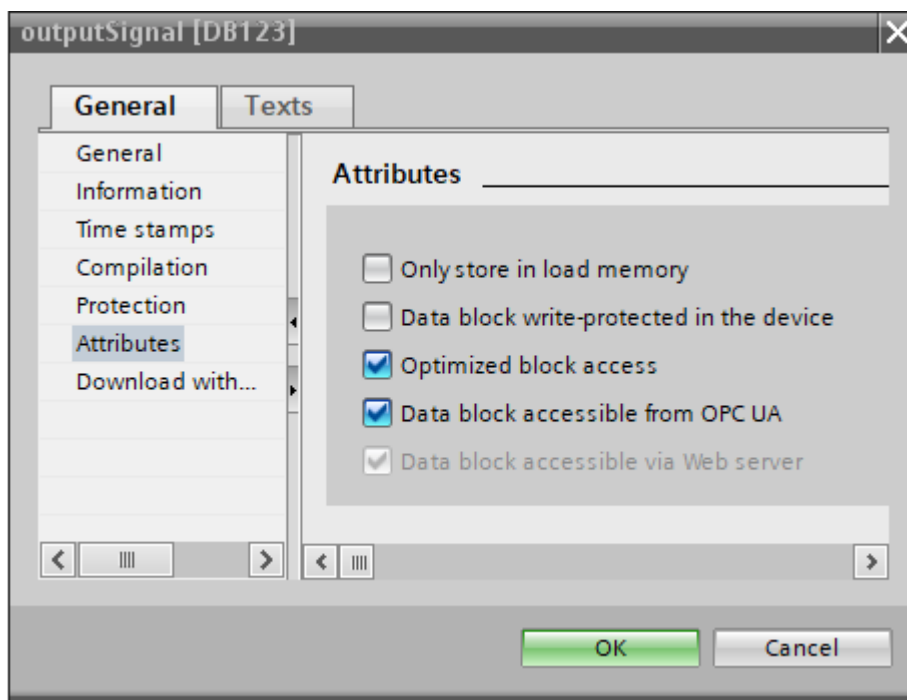 outputSignal [DB123]
General
Texts
General
Information
Time stamps
Compilation
Protection
Attributes
Download with...
Attributes
Only store in load memory
Data block write-protected in the device
Optimized block access
Data block accessible from OPC UA
Data block accessible via Web server
OK
Cancel